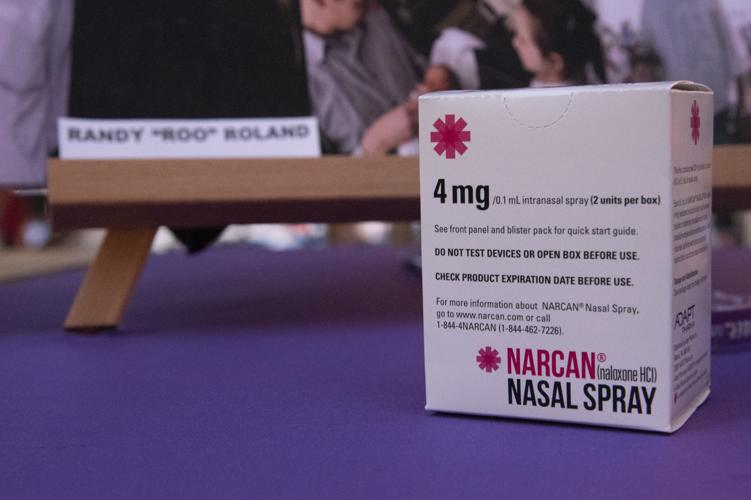 RANDY "ROO" ROLAND
4 mg /0.1 mL intranasal spray (2 units per box)
See front panel and blister pack for quick start guide.
DO NOT TEST DEVICES OR OPEN BOX BEFORE USE.
CHECK PRODUCT EXPIRATION DATE BEFORE USE.
For more information about NARCAN® Nasal Spray,
go to www.narcan.com or call
1-844-4NARCAN (1-844-462-7226).
NARCAN® (naloxone HCl)
NASAL SPRAY
ADAPT
PHARMA